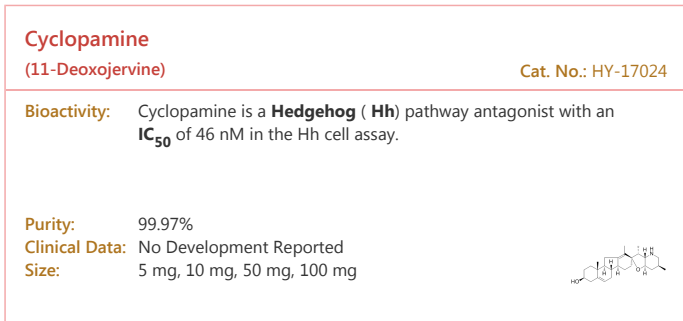 Cyclopamine
(11-Deoxojervine)
Cat. No.: HY-17024
Bioactivity: Cyclopamine is a Hedgehog ( Hh) pathway antagonist with an
IC50 of 46 nM in the Hh cell assay.
Purity: 99.97%
Clinical Data: No Development Reported
Size: 5 mg, 10 mg, 50 mg, 100 mg
H
H
N
H
H
H
O
H
HO